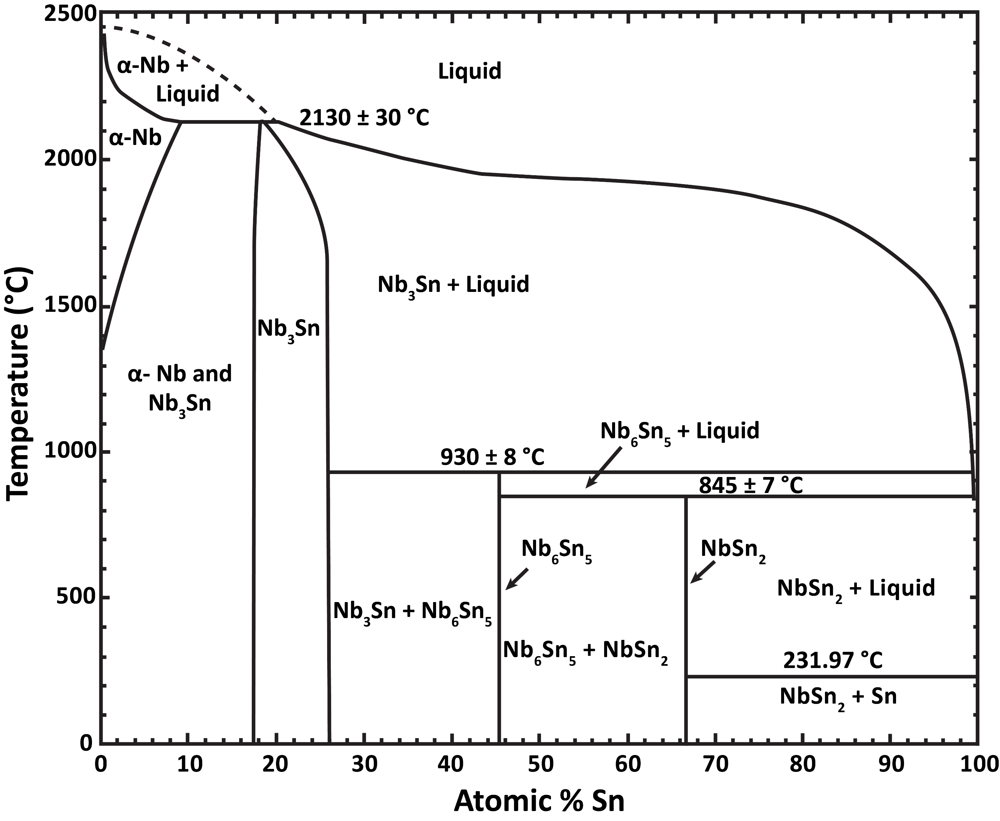 2500
α-Nb +
Liquid
Liquid
2130 ± 30 °C
α-Nb
2000
Nb₃Sn + Liquid
1500
Nb₃Sn
α- Nb and
Nb₃Sn
Nb₆Sn₅ + Liquid
1000
930 ± 8 °C
845 ± 7 °C
Nb₆Sn₅
NbSn₂
NbSn₂ + Liquid
500
Nb₃Sn + Nb₆Sn₅
Nb₆Sn₅ + NbSn₂
231.97 °C
NbSn₂ + Sn
0
Temperature (°C)
0 10 20 30 40 50 60 70 80 90 100
Atomic % Sn